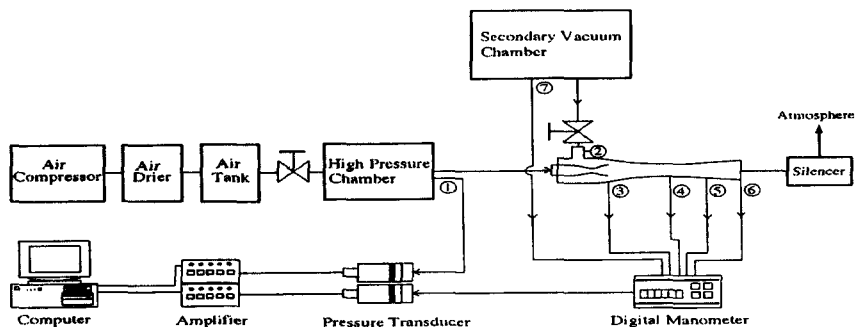 Secondary Vacuum
Chamber
⑦
Atmosphere
②
Air
Compressor
Air
Drier
Air
Tank
High Pressure
Chamber
①
③
④
⑤
⑥
Silencer
Computer
Amplifier
Pressure Transducer
Digital Manometer